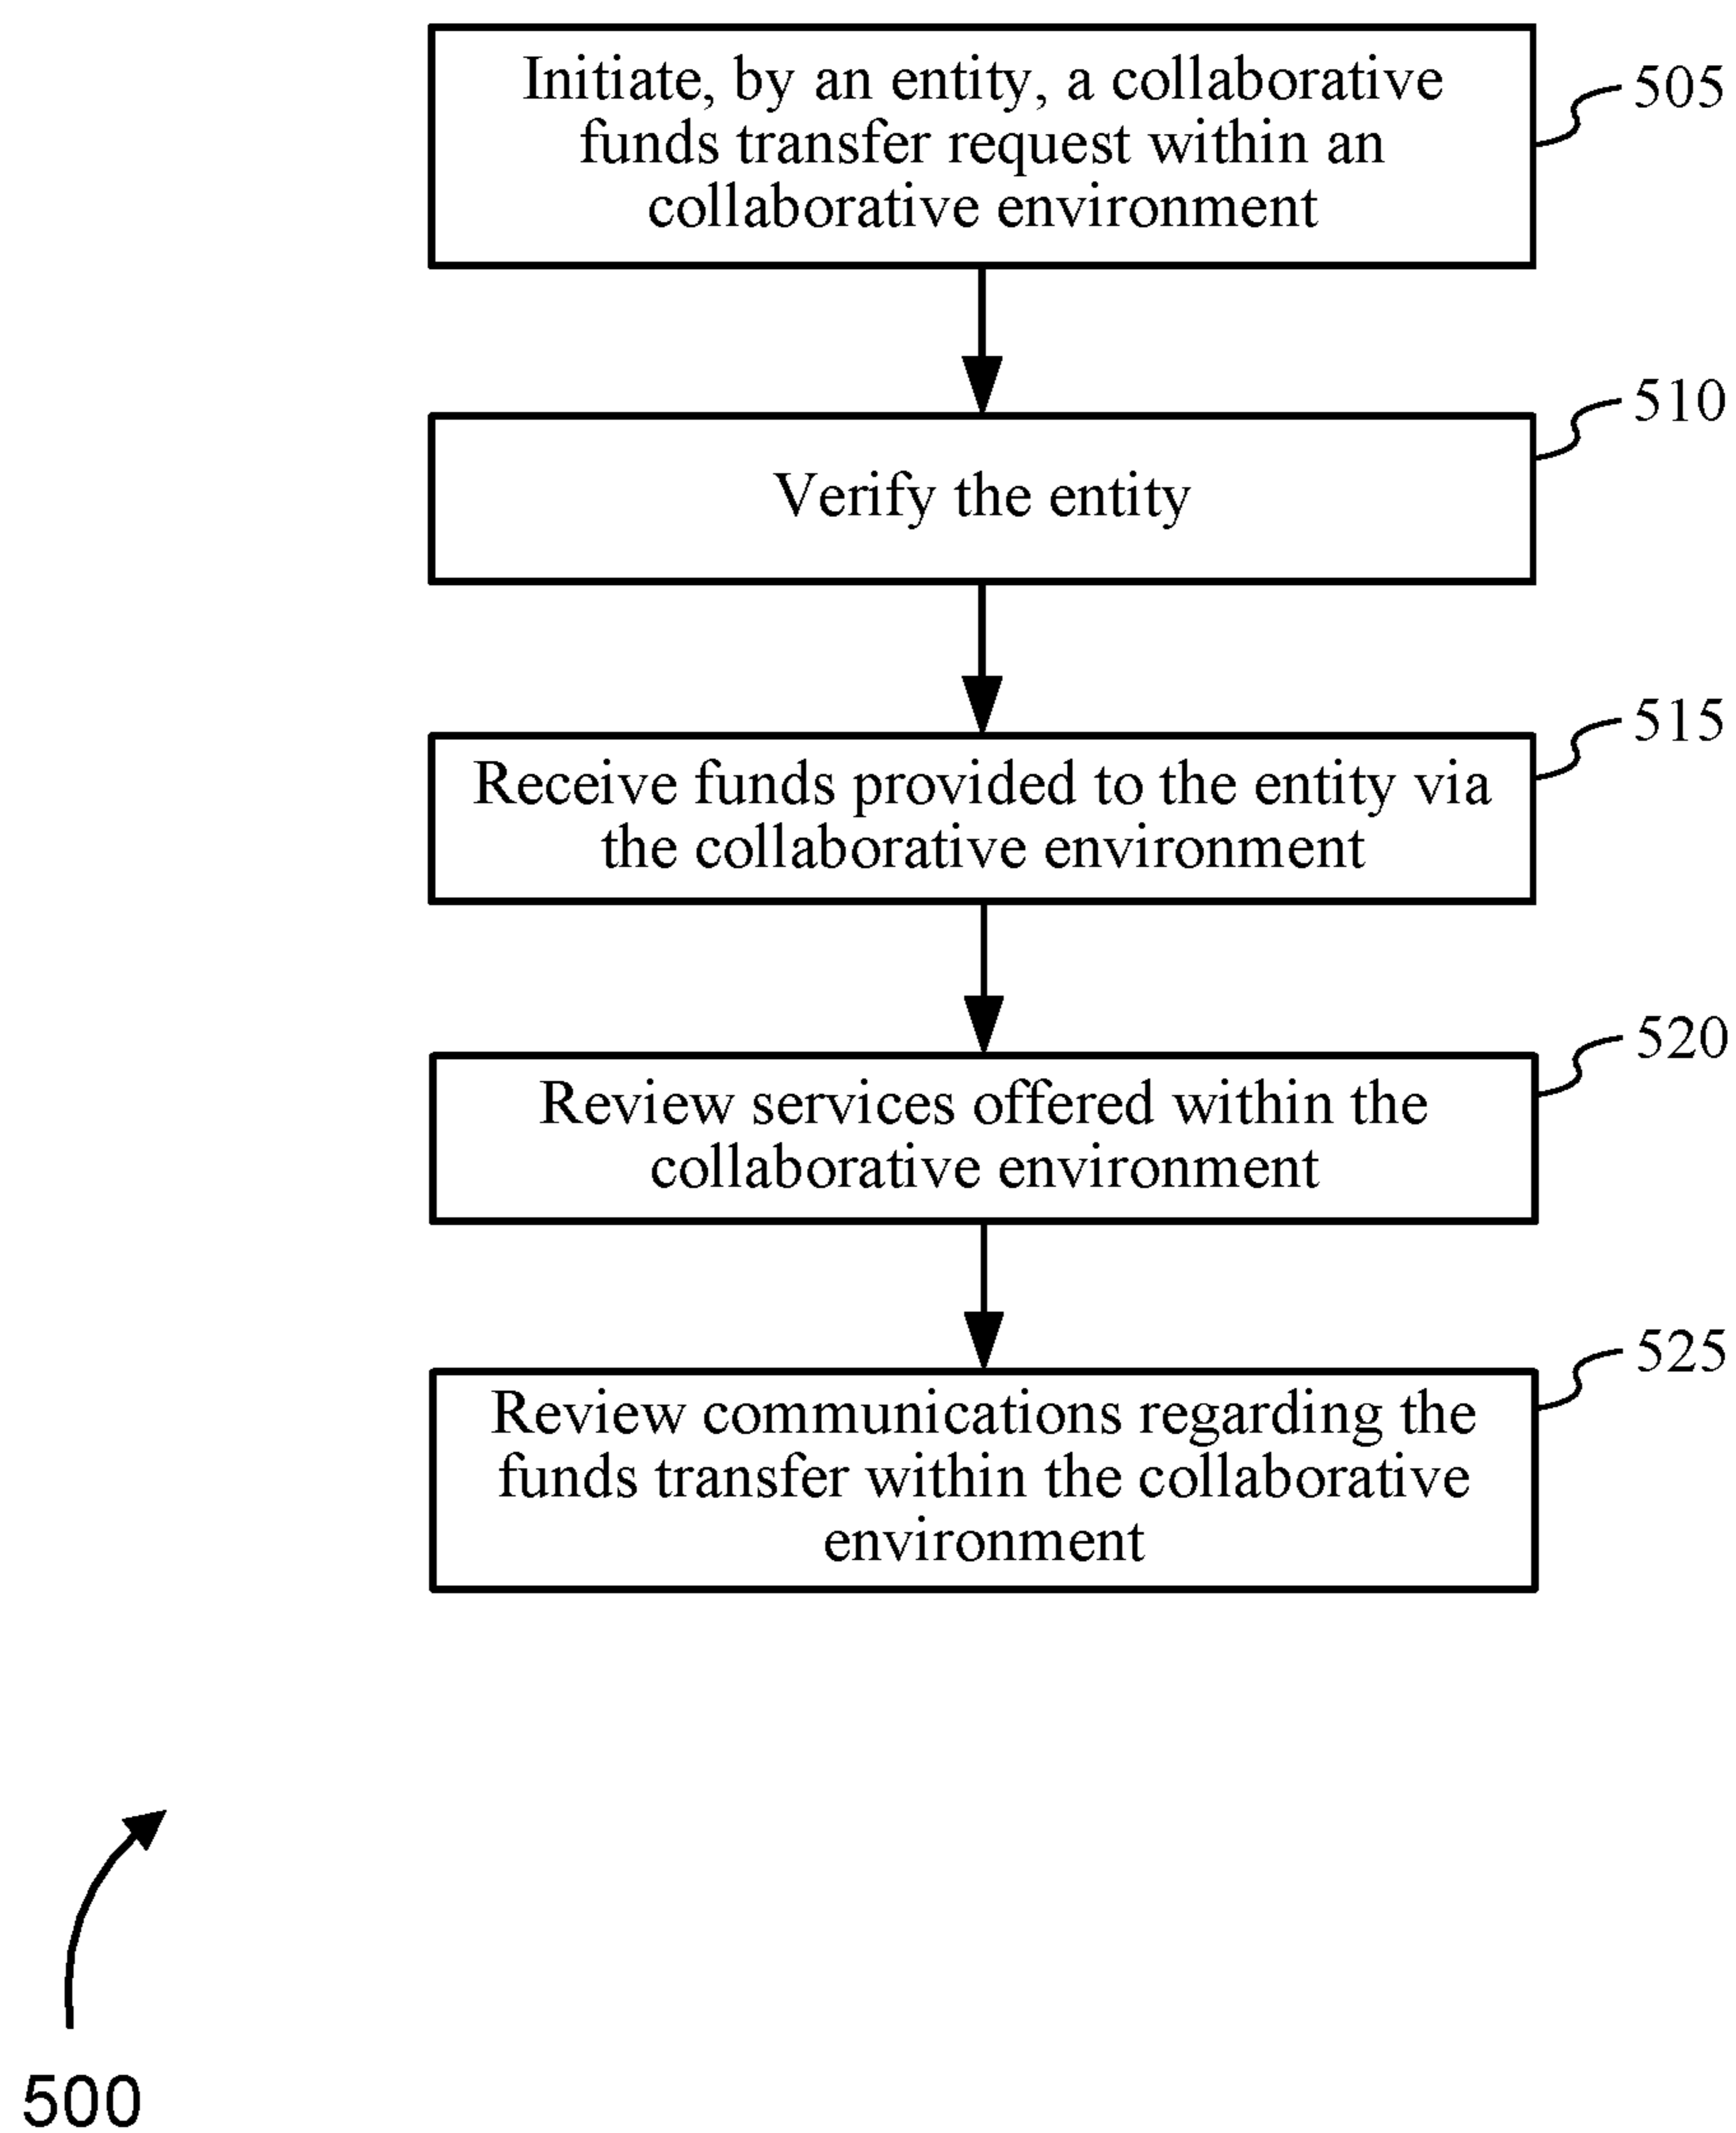 Initiate, by an entity, a collaborative
funds transfer request within an
collaborative environment
505
Verify the entity
510
Receive funds provided to the entity via
the collaborative environment
515
Review services offered within the
collaborative environment
520
Review communications regarding the
funds transfer within the collaborative
environment
525
500